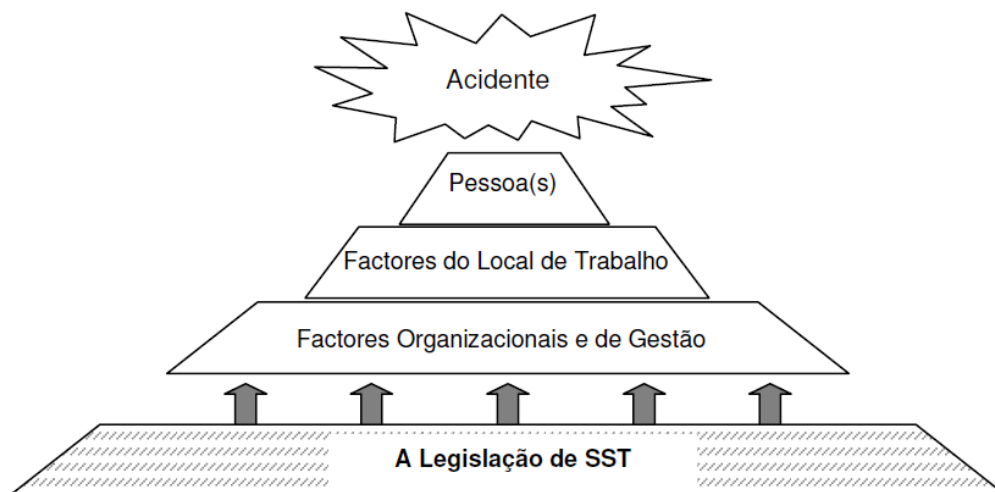 Acidente
Pessoa(s)
Factores do Local de Trabalho
Factores Organizacionais e de Gestão
A Legislação de SST